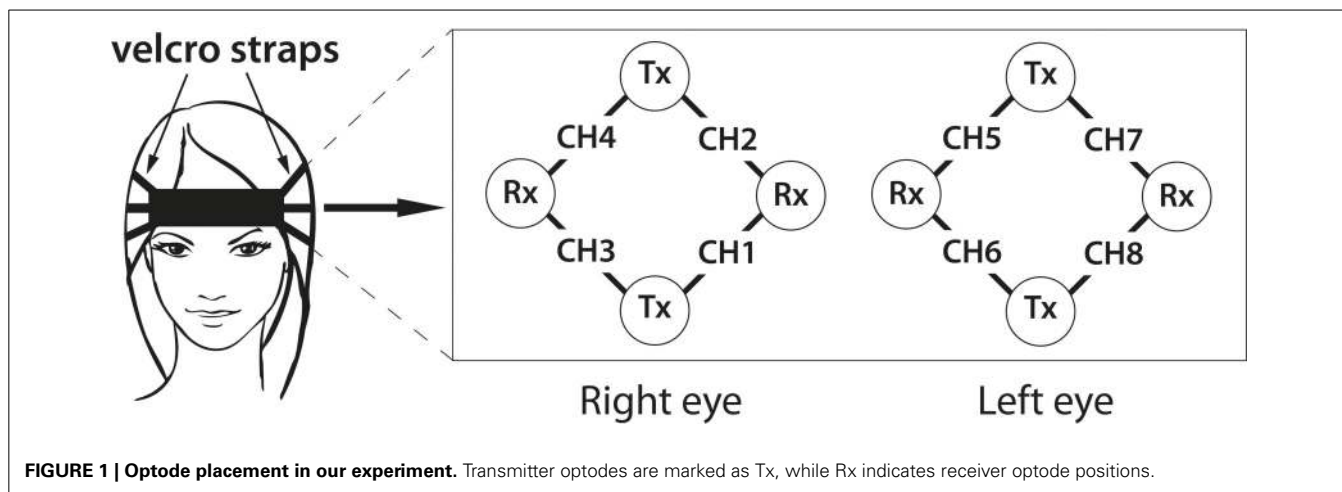 velcro straps
Tx Tx
CH4 CH2 CH5 CH7
Rx Rx Rx Rx
CH3 CH1 CH6 CH8
Tx Tx
Right eye Left eye
FIGURE 1 | Optode placement in our experiment. Transmitter optodes are marked as Tx, while Rx indicates receiver optode positions.